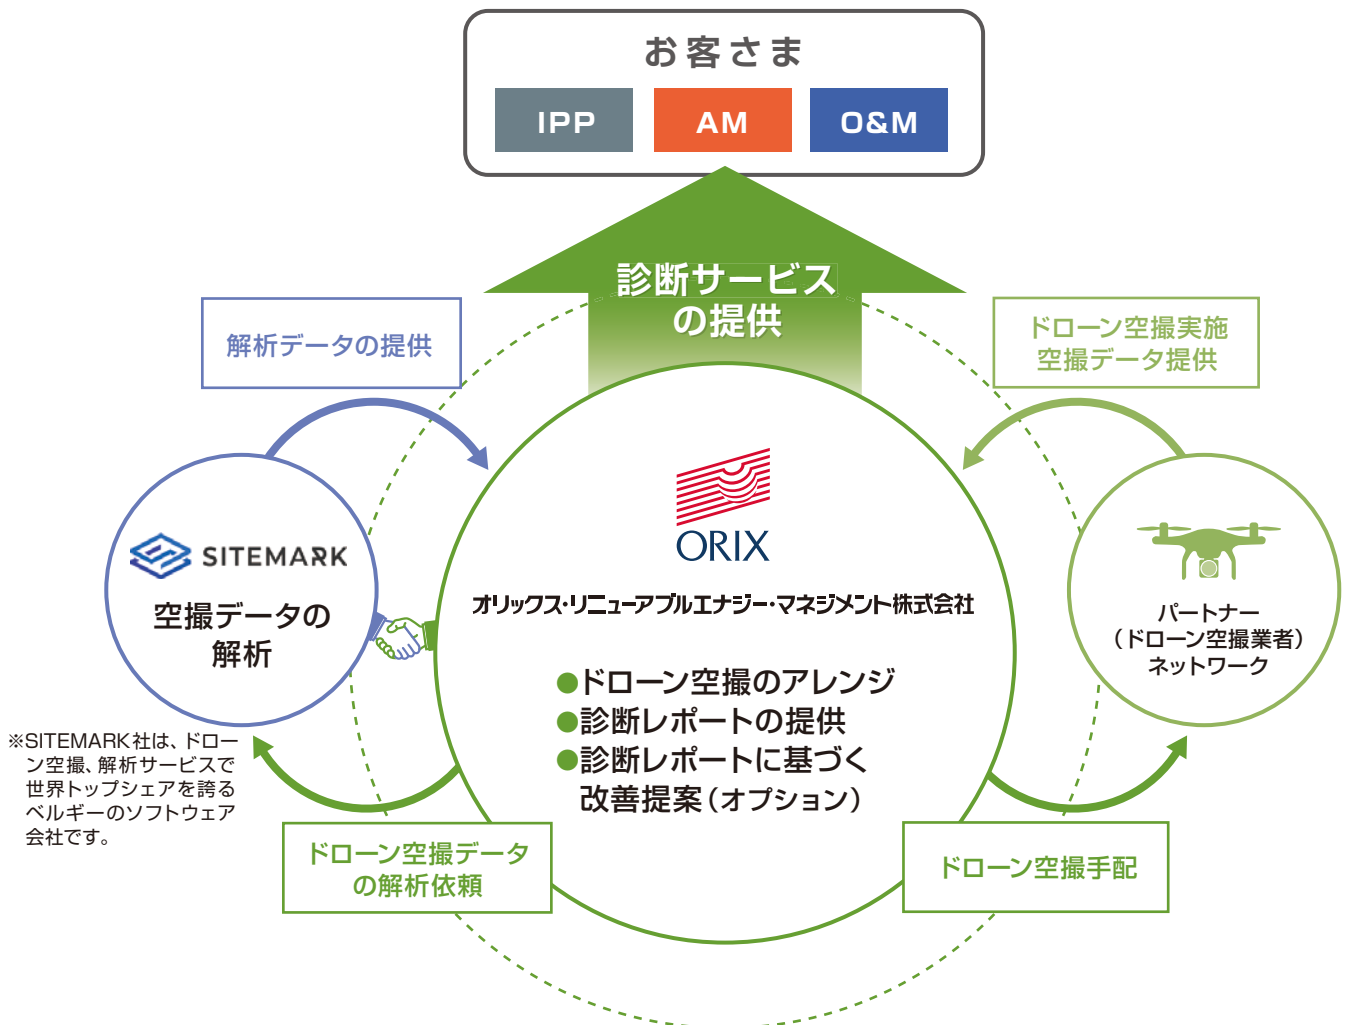 お客さま
IPP
AM
O&M
診断サービス
の提供
解析データの提供
ドローン空撮実施
空撮データ提供
SITEMARK
空撮データの
解析
ORIX
オリックス・リニューアブルエナジー・マネジメント株式会社
●ドローン空撮のアレンジ
●診断レポートの提供
●診断レポートに基づく
改善提案（オプション）
パートナー
（ドローン空撮業者）
ネットワーク
※SITEMARK社は、ドロー
ン空撮、解析サービスで
世界トップシェアを誇る
ベルギーのソフトウェア
会社です。
ドローン空撮データ
の解析依頼
ドローン空撮手配